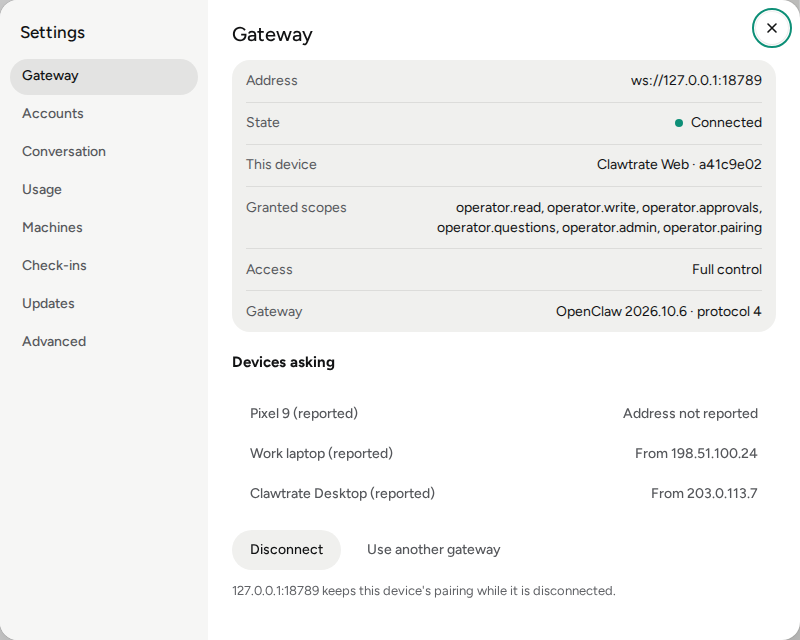 Settings
Gateway
Accounts
Conversation
Usage
Machines
Check-ins
Updates
Advanced
Gateway
Address ws://127.0.0.1:18789
State Connected
This device Clawtrate Web · a41c9e02
Granted scopes operator.read, operator.write, operator.approvals,
operator.questions, operator.admin, operator.pairing
Access Full control
Gateway OpenClaw 2026.10.6 · protocol 4
Devices asking
Pixel 9 (reported) Address not reported
Work laptop (reported) From 198.51.100.24
Clawtrate Desktop (reported) From 203.0.113.7
Disconnect Use another gateway
127.0.0.1:18789 keeps this device's pairing while it is disconnected.